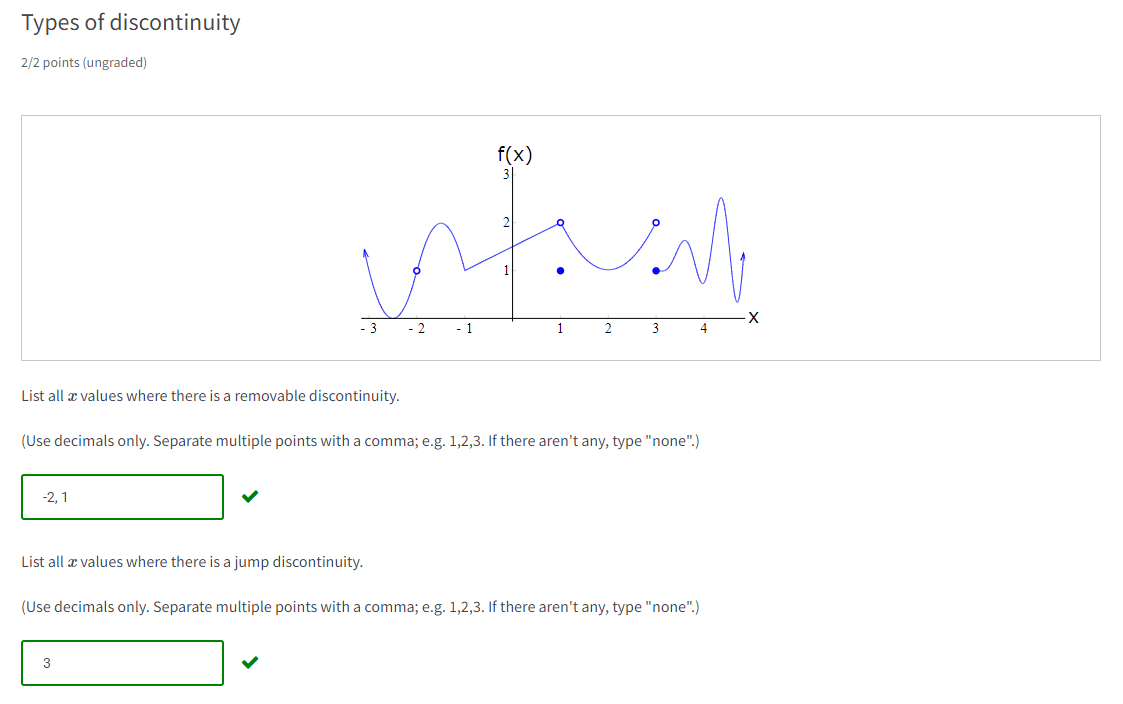 Types of discontinuity
2/2 points (ungraded)
f(x)
3
2
1
x
- 3 - 2 - 1 1 2 3 4
List all x values where there is a removable discontinuity.
(Use decimals only. Separate multiple points with a comma; e.g. 1,2,3. If there aren't any, type "none".)
-2, 1
List all x values where there is a jump discontinuity.
(Use decimals only. Separate multiple points with a comma; e.g. 1,2,3. If there aren't any, type "none".)
3